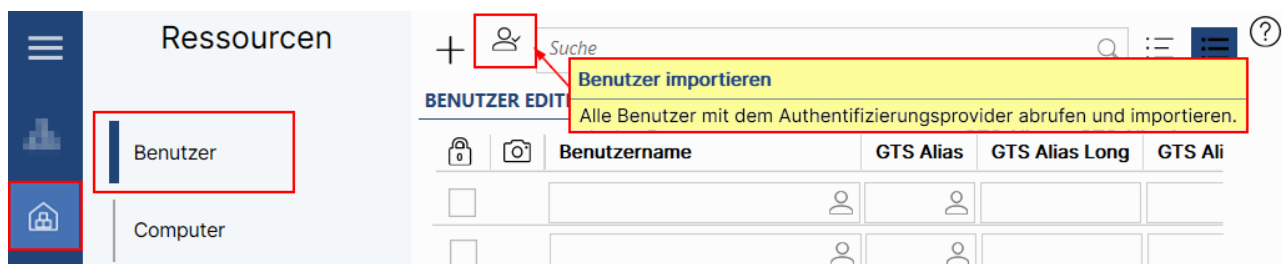 Ressourcen
Suche
?
Benutzer importieren
BENUTZER EDIT
Alle Benutzer mit dem Authentifizierungsprovider abrufen und importieren.
Benutzer
Benutzername
GTS Alias
GTS Alias Long
GTS Ali
Computer